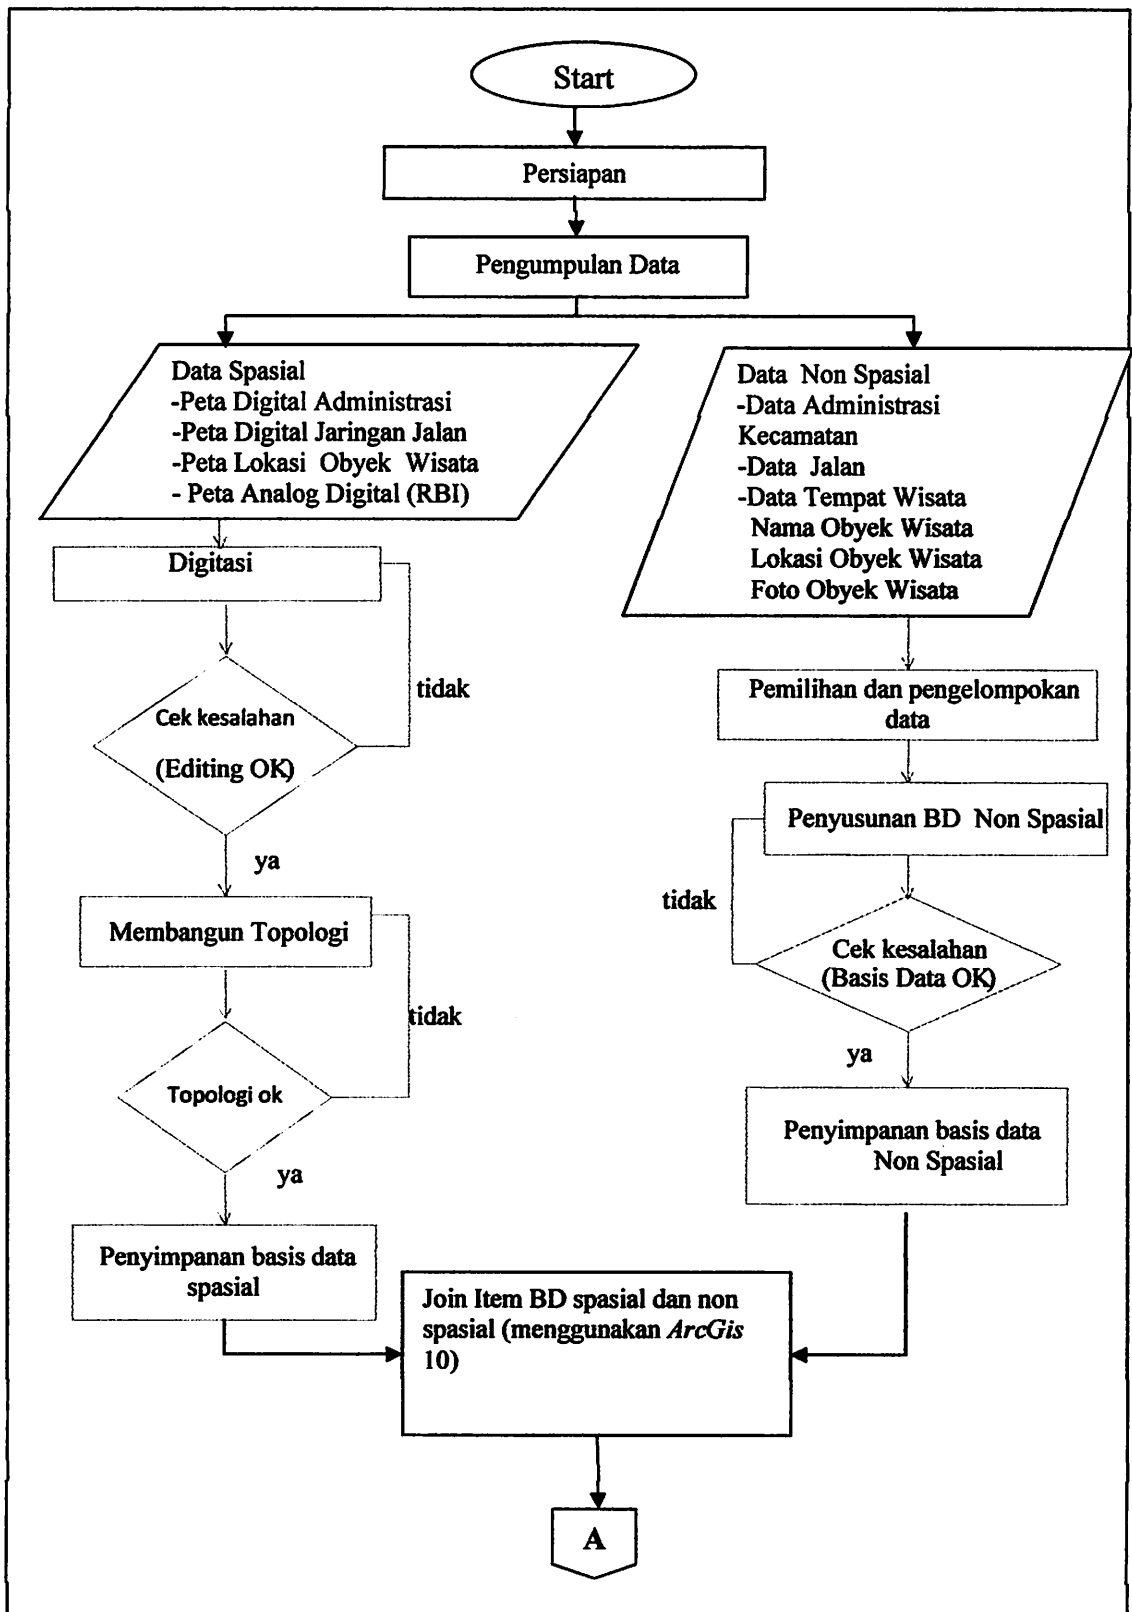 Start
Persiapan
Pengumpulan Data
Data Spasial
-Peta Digital Administrasi
-Peta Digital Jaringan Jalan
-Peta Lokasi Obyek Wisata
- Peta Analog Digital (RBI)
Data Non Spasial
-Data Administrasi
Kecamatan
-Data Jalan
-Data Tempat Wisata
Nama Obyek Wisata
Lokasi Obyek Wisata
Foto Obyek Wisata
Digitasi
tidak
Cek kesalahan
(Editing OK)
ya
Membangun Topologi
tidak
Topologi ok
ya
Penyimpanan basis data
spasial
Pemilihan dan pengelompokan
data
Penyusunan BD Non Spasial
tidak
Cek kesalahan
(Basis Data OK)
ya
Penyimpanan basis data
Non Spasial
Join Item BD spasial dan non
spasial (menggunakan ArcGis
10)
A